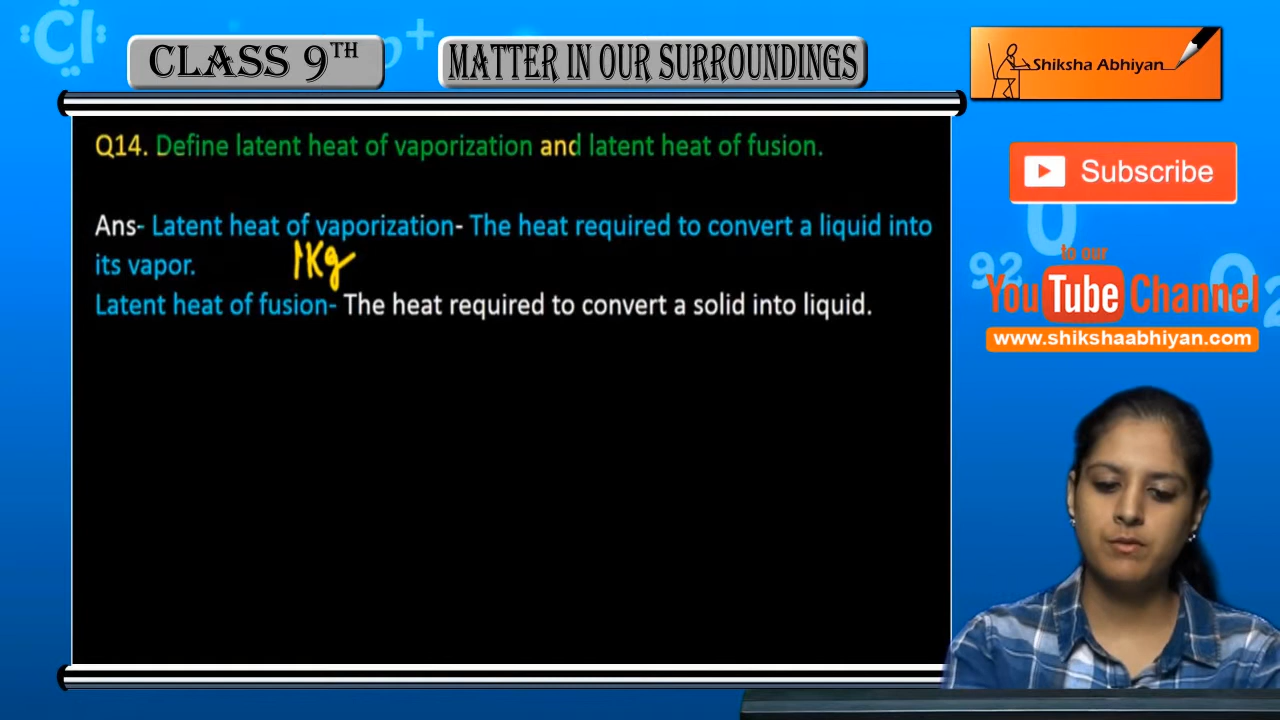 CLASS 9TH
MATTER IN OUR SURROUNDINGS
Shiksha Abhiyan
Q14. Define latent heat of vaporization and latent heat of fusion.
Ans- Latent heat of vaporization- The heat required to convert a liquid into
its vapor.
1Kg
Latent heat of fusion- The heat required to convert a solid into liquid.
Subscribe
to our
YouTube Channel
www.shikshaabhiyan.com